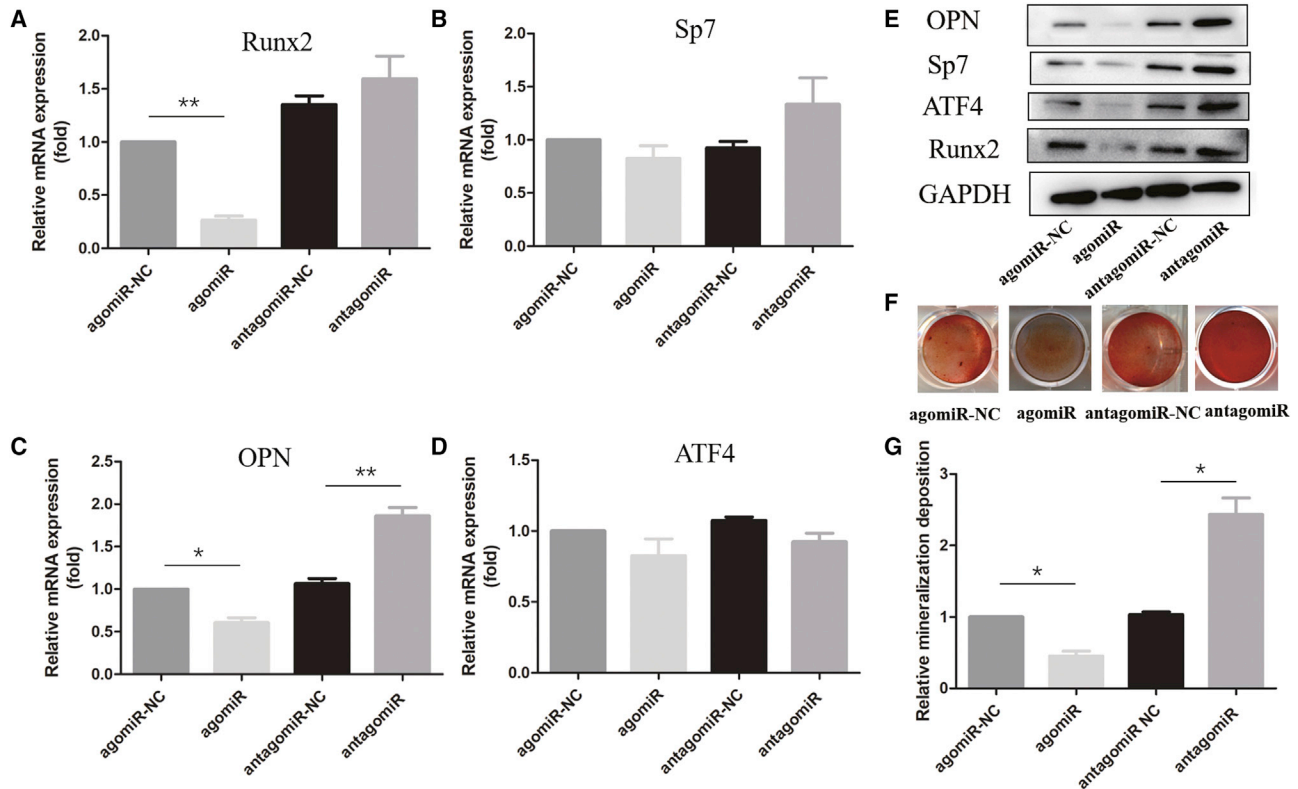 A
Runx2
Relative mRNA expression
(fold)
2.0
1.5
1.0
0.5
0.0
**
agomiR-NC
agomiR
antagomiR-NC
antagomiR
B
Sp7
Relative mRNA expression
(fold)
2.0
1.5
1.0
0.5
0.0
agomiR-NC
agomiR
antagomiR-NC
antagomiR
E
OPN
Sp7
ATF4
Runx2
GAPDH
agomiR-NC
agomiR
antagomiR-NC
antagomiR
F
agomiR-NC
agomiR
antagomiR-NC
antagomiR
C
OPN
Relative mRNA expression
(fold)
2.5
2.0
1.5
1.0
0.5
0.0
*
**
agomiR-NC
agomiR
antagomiR-NC
antagomiR
D
ATF4
Relative mRNA expression
(fold)
1.5
1.0
0.5
0.0
agomiR-NC
agomiR
antagomiR-NC
antagomiR
G
Relative mineralization deposition
3
2
1
0
*
*
agomiR-NC
agomiR
antagomiR NC
antagomiR